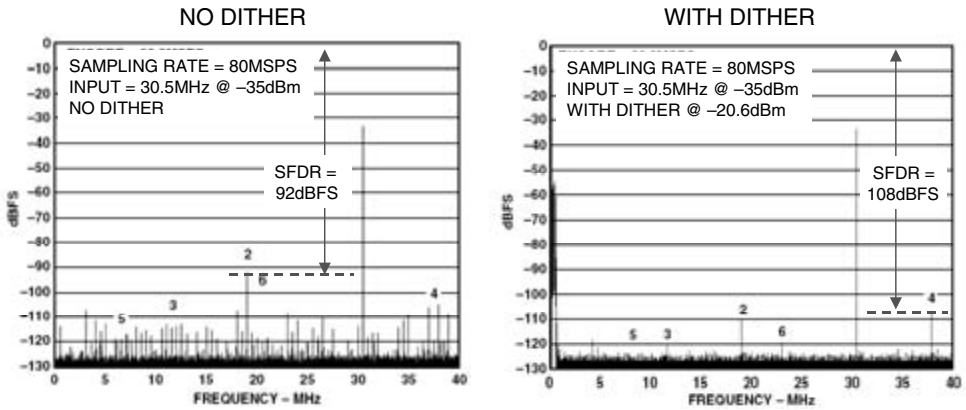 NO DITHER
0
–10
–20
–30
–40
–50
–60
–70
–80
–90
–100
–110
–120
–130
dBFS
SAMPLING RATE = 80MSPS
INPUT = 30.5MHz @ –35dBm
NO DITHER
SFDR =
92dBFS
2
6
3
5
4
0 5 10 15 20 25 30 35 40
FREQUENCY – MHz
WITH DITHER
0
–10
–20
–30
–40
–50
–60
–70
–80
–90
–100
–110
–120
–130
dBFS
SAMPLING RATE = 80MSPS
INPUT = 30.5MHz @ –35dBm
WITH DITHER @ –20.6dBm
SFDR =
108dBFS
2
4
5
3
6
0 5 10 15 20 25 30 35 40
FREQUENCY – MHz